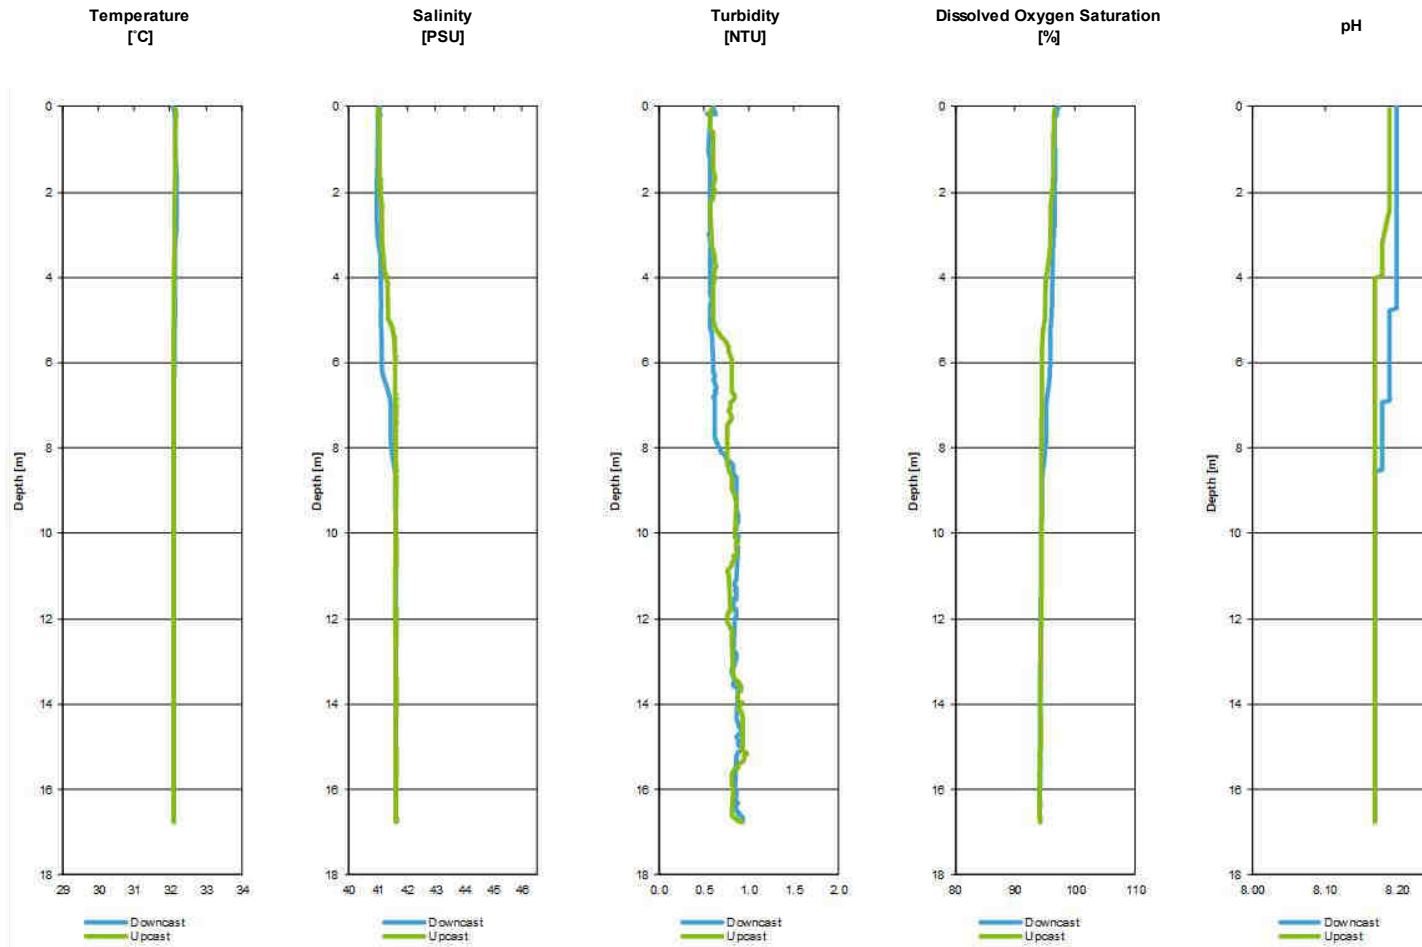 Temperature
[˚C]
Salinity
[PSU]
Turbidity
[NTU]
Dissolved Oxygen Saturation
[%]
pH
Depth [m]
0
2
4
6
8
10
12
14
16
18
29 30 31 32 33 34
Downcast
Upcast
Depth [m]
0
2
4
6
8
10
12
14
16
18
40 41 42 43 44 45 46
Downcast
Upcast
Depth [m]
0
2
4
6
8
10
12
14
16
18
0.0 0.5 1.0 1.5 2.0
Downcast
Upcast
Depth [m]
0
2
4
6
8
10
12
14
16
18
80 90 100 110
Downcast
Upcast
Depth [m]
0
2
4
6
8
10
12
14
16
18
8.00 8.10 8.20
Downcast
Upcast